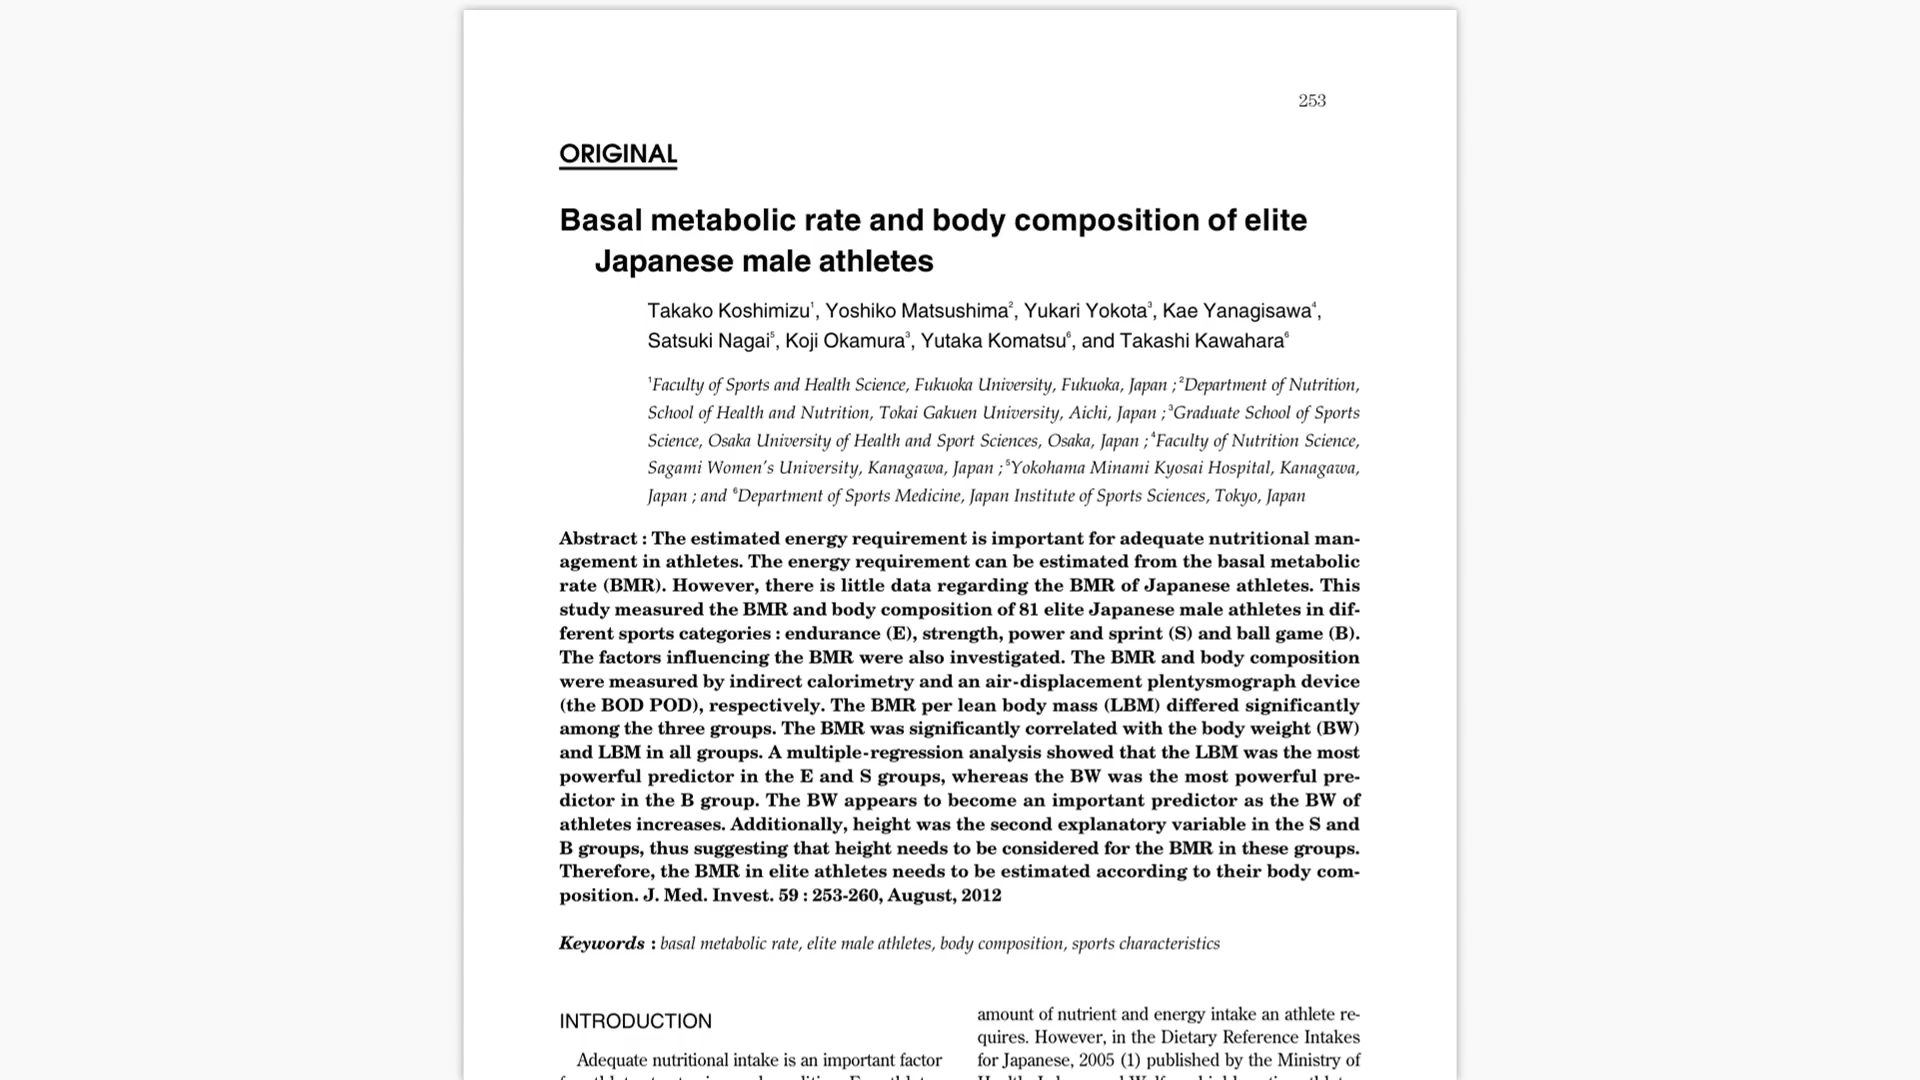 253
ORIGINAL
Basal metabolic rate and body composition of elite
Japanese male athletes
Takako Koshimizu¹, Yoshiko Matsushima², Yukari Yokota³, Kae Yanagisawa⁴,
Satsuki Nagai⁵, Koji Okamura³, Yutaka Komatsu⁶, and Takashi Kawahara⁶
¹Faculty of Sports and Health Science, Fukuoka University, Fukuoka, Japan ; ²Department of Nutrition,
School of Health and Nutrition, Tokai Gakuen University, Aichi, Japan ; ³Graduate School of Sports
Science, Osaka University of Health and Sport Sciences, Osaka, Japan ; ⁴Faculty of Nutrition Science,
Sagami Women's University, Kanagawa, Japan ; ⁵Yokohama Minami Kyosai Hospital, Kanagawa,
Japan ; and ⁶Department of Sports Medicine, Japan Institute of Sports Sciences, Tokyo, Japan
Abstract : The estimated energy requirement is important for adequate nutritional man-
agement in athletes. The energy requirement can be estimated from the basal metabolic
rate (BMR). However, there is little data regarding the BMR of Japanese athletes. This
study measured the BMR and body composition of 81 elite Japanese male athletes in dif-
ferent sports categories : endurance (E), strength, power and sprint (S) and ball game (B).
The factors influencing the BMR were also investigated. The BMR and body composition
were measured by indirect calorimetry and an air-displacement plentysmograph device
(the BOD POD), respectively. The BMR per lean body mass (LBM) differed significantly
among the three groups. The BMR was significantly correlated with the body weight (BW)
and LBM in all groups. A multiple-regression analysis showed that the LBM was the most
powerful predictor in the E and S groups, whereas the BW was the most powerful pre-
dictor in the B group. The BW appears to become an important predictor as the BW of
athletes increases. Additionally, height was the second explanatory variable in the S and
B groups, thus suggesting that height needs to be considered for the BMR in these groups.
Therefore, the BMR in elite athletes needs to be estimated according to their body com-
position. J. Med. Invest. 59 : 253-260, August, 2012
Keywords : basal metabolic rate, elite male athletes, body composition, sports characteristics
INTRODUCTION
Adequate nutritional intake is an important factor
amount of nutrient and energy intake an athlete re-
quires. However, in the Dietary Reference Intakes
for Japanese, 2005 (1) published by the Ministry of